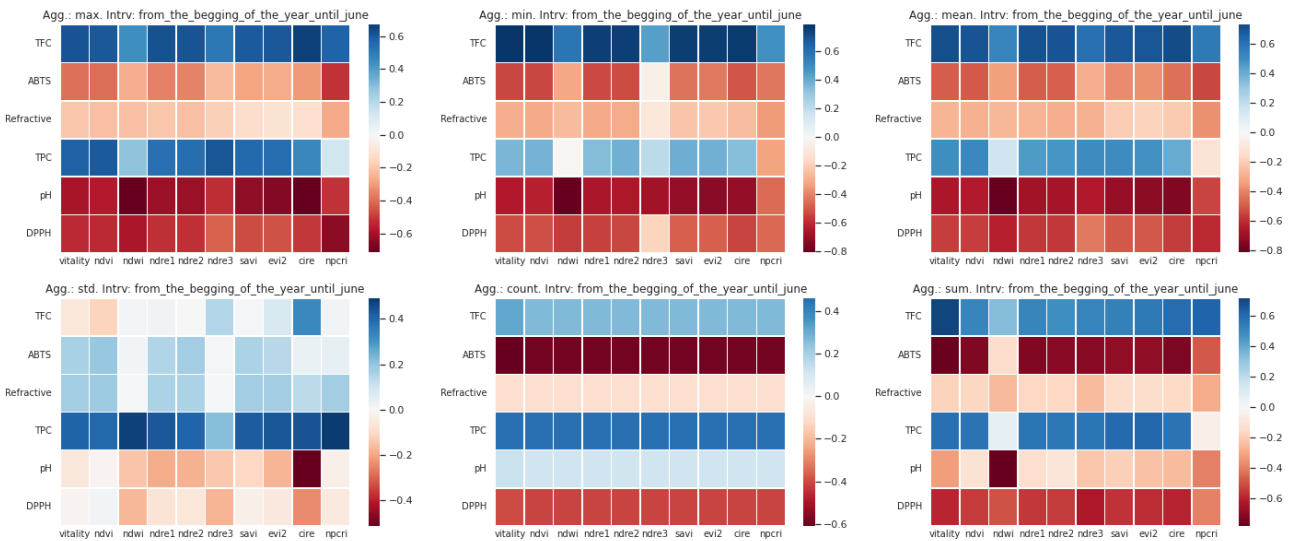 Agg.: max. Intrv: from_the_begging_of_the_year_until_june
TFC
ABTS
Refractive
TPC
pH
DPPH
vitality ndvi ndwi ndre1 ndre2 ndre3 savi evi2 cire npcri
0.6
0.4
0.2
0.0
−0.2
−0.4
−0.6
Agg.: min. Intrv: from_the_begging_of_the_year_until_june
TFC
ABTS
Refractive
TPC
pH
DPPH
vitality ndvi ndwi ndre1 ndre2 ndre3 savi evi2 cire npcri
0.6
0.4
0.2
0.0
−0.2
−0.4
−0.6
−0.8
Agg.: mean. Intrv: from_the_begging_of_the_year_until_june
TFC
ABTS
Refractive
TPC
pH
DPPH
vitality ndvi ndwi ndre1 ndre2 ndre3 savi evi2 cire npcri
0.6
0.4
0.2
0.0
−0.2
−0.4
−0.6
−0.8
Agg.: std. Intrv: from_the_begging_of_the_year_until_june
TFC
ABTS
Refractive
TPC
pH
DPPH
vitality ndvi ndwi ndre1 ndre2 ndre3 savi evi2 cire npcri
0.4
0.2
0.0
−0.2
−0.4
Agg.: count. Intrv: from_the_begging_of_the_year_until_june
TFC
ABTS
Refractive
TPC
pH
DPPH
vitality ndvi ndwi ndre1 ndre2 ndre3 savi evi2 cire npcri
0.4
0.2
0.0
−0.2
−0.4
−0.6
Agg.: sum. Intrv: from_the_begging_of_the_year_until_june
TFC
ABTS
Refractive
TPC
pH
DPPH
vitality ndvi ndwi ndre1 ndre2 ndre3 savi evi2 cire npcri
0.6
0.4
0.2
0.0
−0.2
−0.4
−0.6